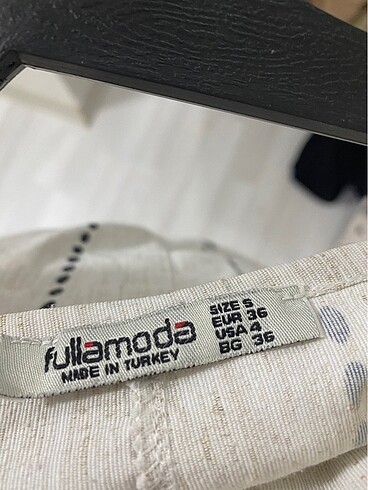 fullamoda
MADE IN TURKEY
SIZE S
EUR 36
USA 4
BG 36